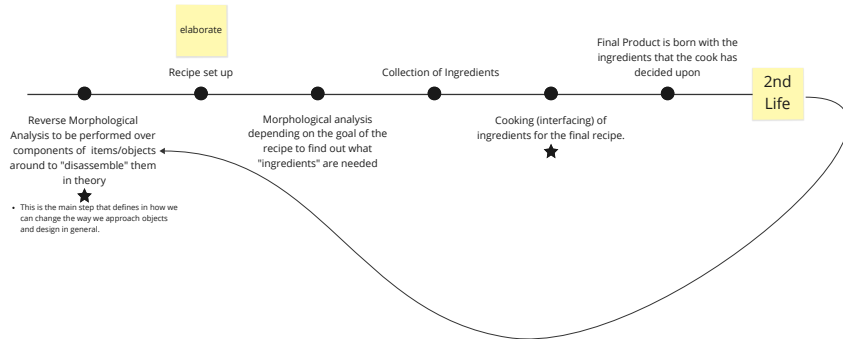 elaborate
Recipe set up
Collection of Ingredients
Final Product is born with the
ingredients that the cook has
decided upon
2nd
Life
Reverse Morphological
Analysis to be performed over
components of items/objects
around to "disassemble" them
in theory
• This is the main step that defines in how we
can change the way we approach objects
and design in general.
Morphological analysis
depending on the goal of the
recipe to find out what
"ingredients" are needed
Cooking (interfacing) of
ingredients for the final recipe.